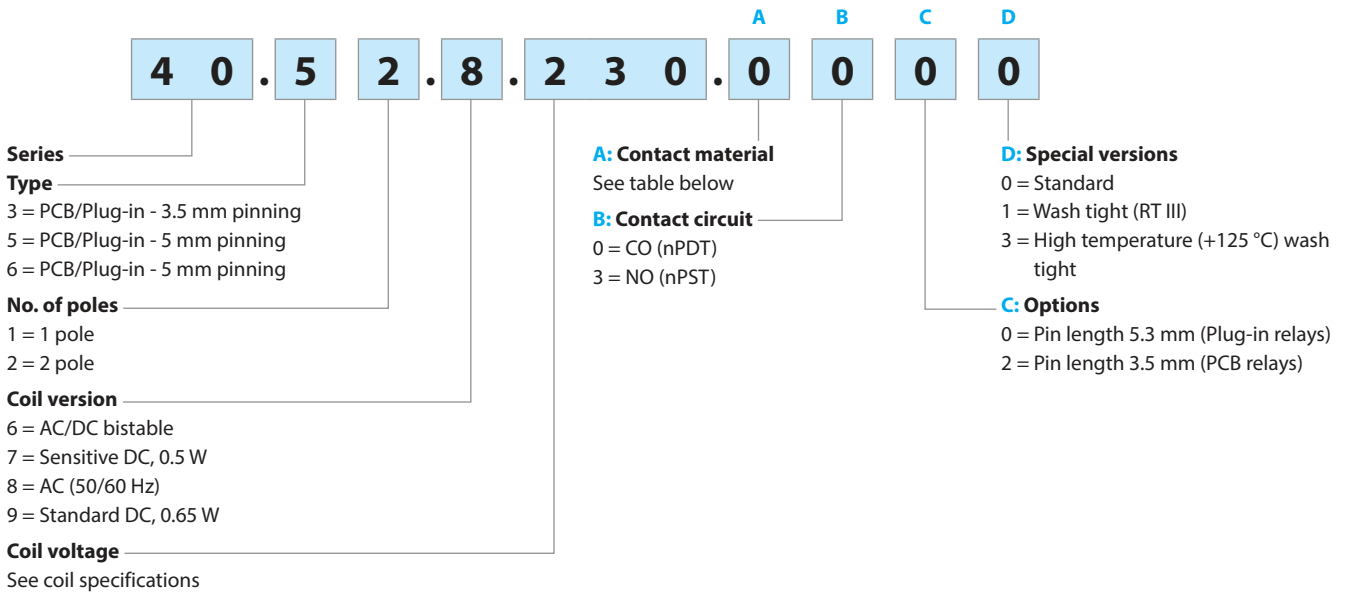 A B C D
4 0 . 5 2 . 8 . 2 3 0 . 0 0 0 0
Series
Type
3 = PCB/Plug-in - 3.5 mm pinning
5 = PCB/Plug-in - 5 mm pinning
6 = PCB/Plug-in - 5 mm pinning
No. of poles
1 = 1 pole
2 = 2 pole
Coil version
6 = AC/DC bistable
7 = Sensitive DC, 0.5 W
8 = AC (50/60 Hz)
9 = Standard DC, 0.65 W
Coil voltage
See coil specifications
A: Contact material
See table below
B: Contact circuit
0 = CO (nPDT)
3 = NO (nPST)
D: Special versions
0 = Standard
1 = Wash tight (RT III)
3 = High temperature (+125 °C) wash
tight
C: Options
0 = Pin length 5.3 mm (Plug-in relays)
2 = Pin length 3.5 mm (PCB relays)